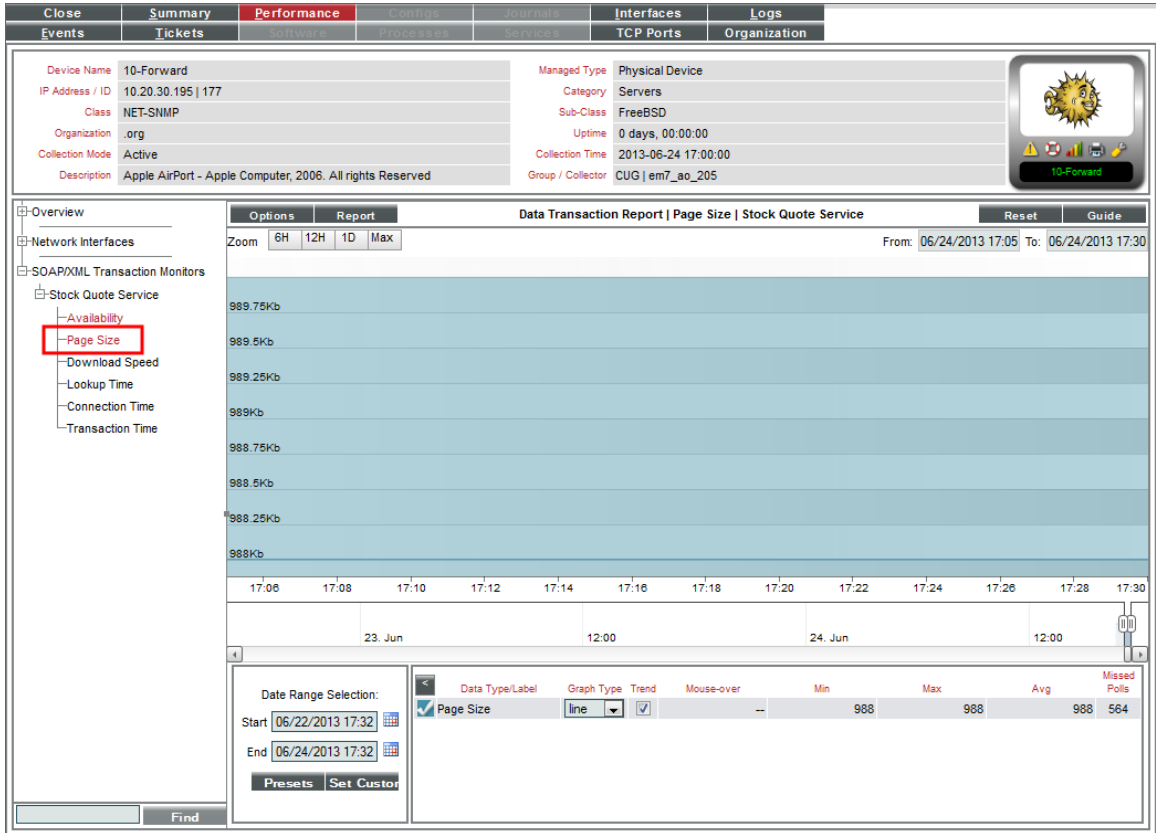 Close Summary Performance Configs Journals Interfaces Logs
Events Tickets Software Processes Services TCP Ports Organization
Device Name 10-Forward Managed Type Physical Device
IP Address / ID 10.20.30.195 | 177 Category Servers
Class NET-SNMP Sub-Class FreeBSD
Organization .org Uptime 0 days, 00:00:00
Collection Mode Active Collection Time 2013-06-24 17:00:00
Description Apple AirPort - Apple Computer, 2006. All rights Reserved Group / Collector CUG | em7_ao_205
10-Forward
Overview
Network Interfaces
SOAP/XML Transaction Monitors
Stock Quote Service
Availability
Page Size
Download Speed
Lookup Time
Connection Time
Transaction Time
Find
Options Report Data Transaction Report | Page Size | Stock Quote Service Reset Guide
Zoom 6H 12H 1D Max From: 06/24/2013 17:05 To: 06/24/2013 17:30
989.75Kb
989.5Kb
989.25Kb
989Kb
988.75Kb
988.5Kb
988.25Kb
988Kb
17:06 17:08 17:10 17:12 17:14 17:16 17:18 17:20 17:22 17:24 17:26 17:28 17:30
23. Jun 12:00 24. Jun 12:00
Date Range Selection:
Start 06/22/2013 17:32
End 06/24/2013 17:32
Presets Set Custor
< Data Type/Label Graph Type Trend Mouse-over Min Max Avg Missed Polls
Page Size line -- 988 988 988 564